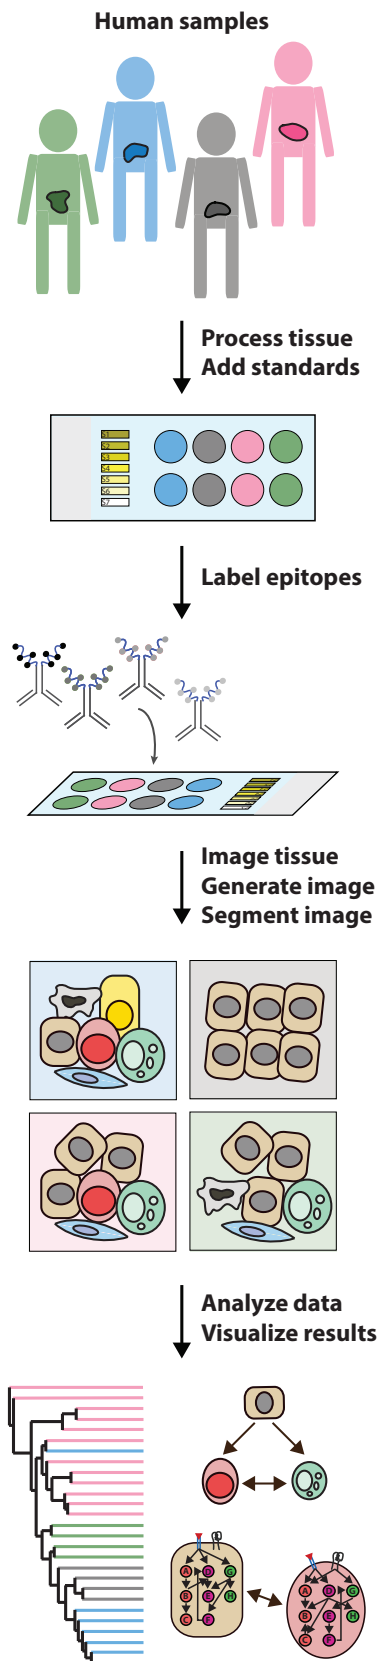 Human samples
Process tissue
Add standards
S1
S2
S3
S4
S5
S6
S7
Label epitopes
Image tissue
Generate image
Segment image
Analyze data
Visualize results
A D G
B E H
C F
A D G
B E H
C F